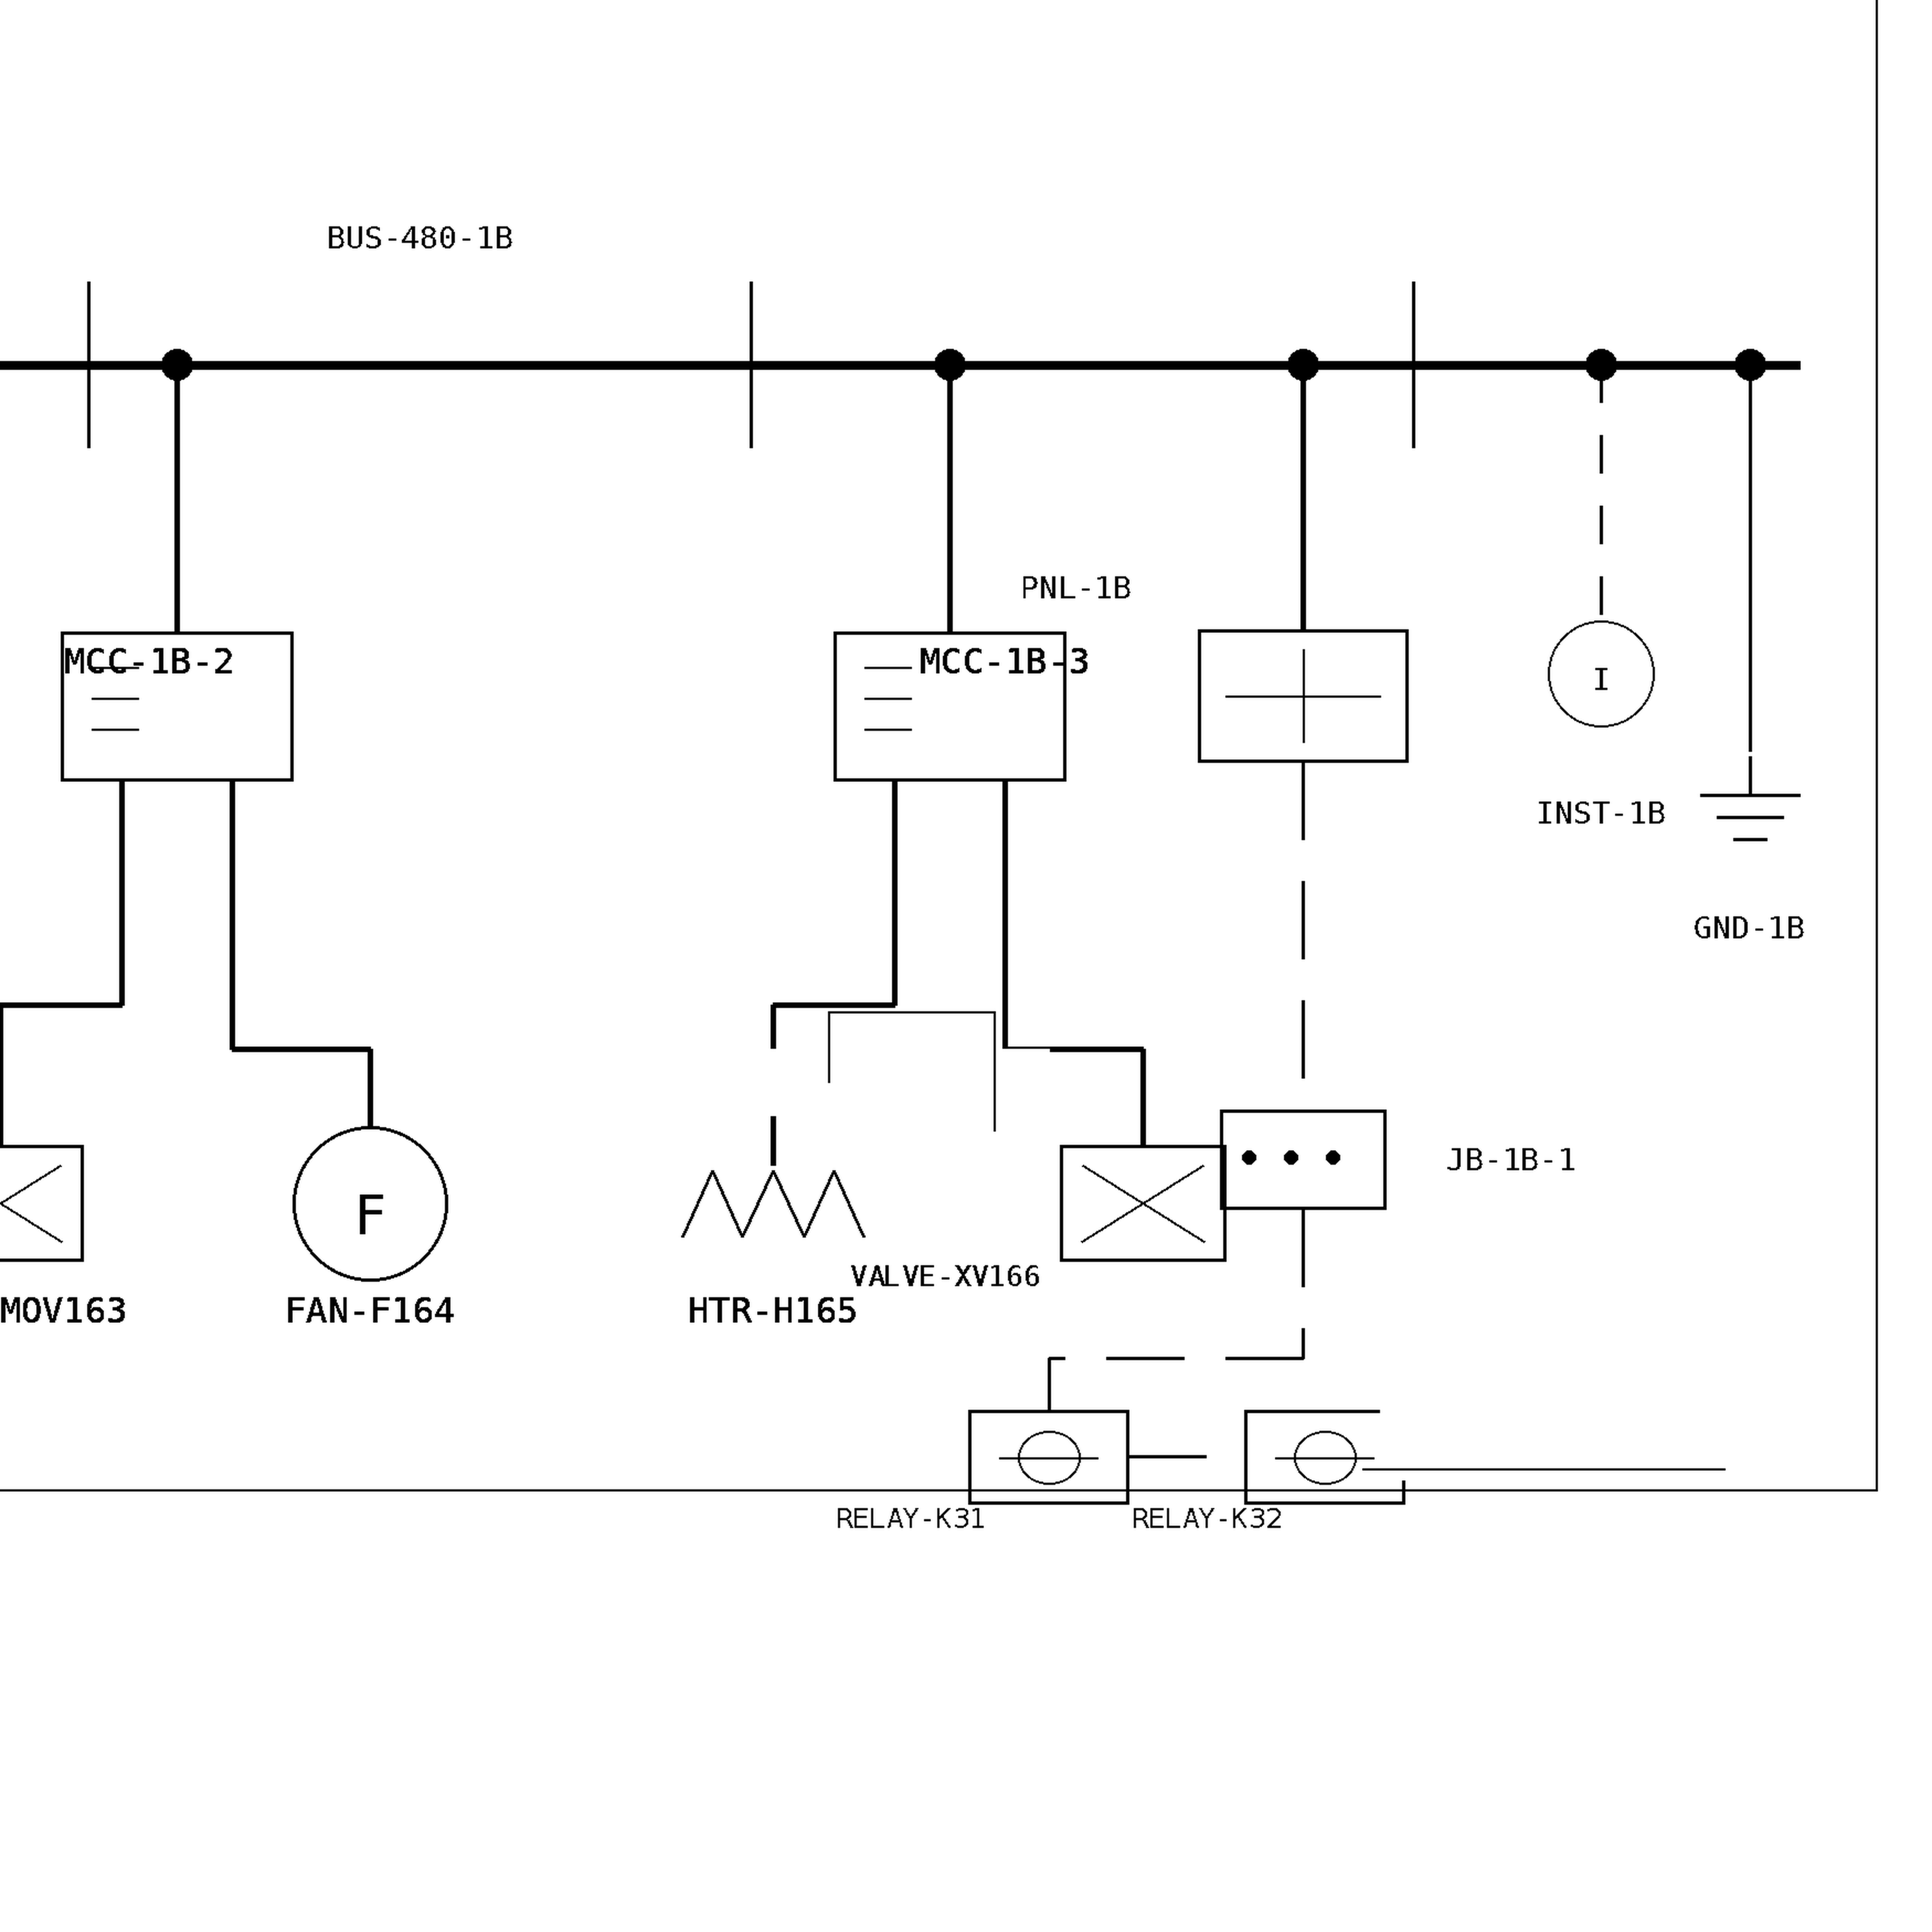 BUS-480-1B
PNL-1B
MCC-1B-2
MCC-1B-3
I
INST-1B
GND-1B
JB-1B-1
F
VALVE-XV166
MOV163
FAN-F164
HTR-H165
RELAY-K31
RELAY-K32